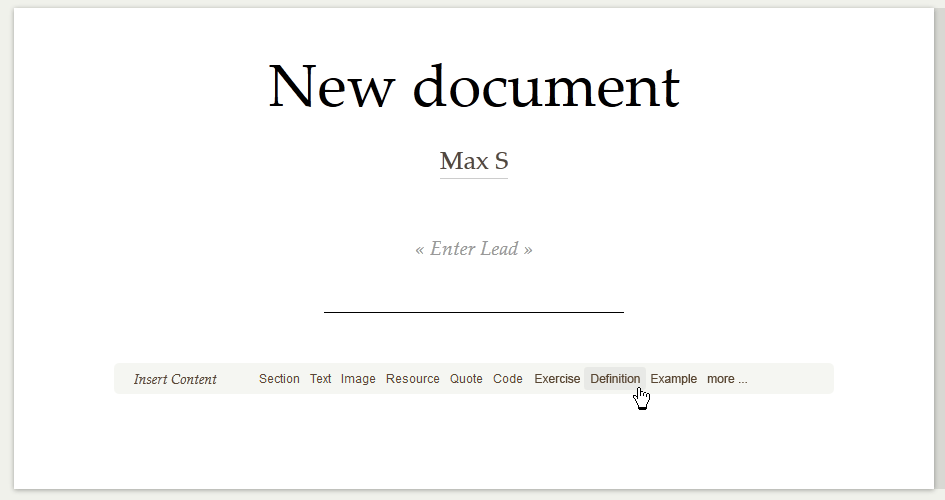 New document
Max S
« Enter Lead »
Insert Content Section Text Image Resource Quote Code Exercise Definition Example more ...